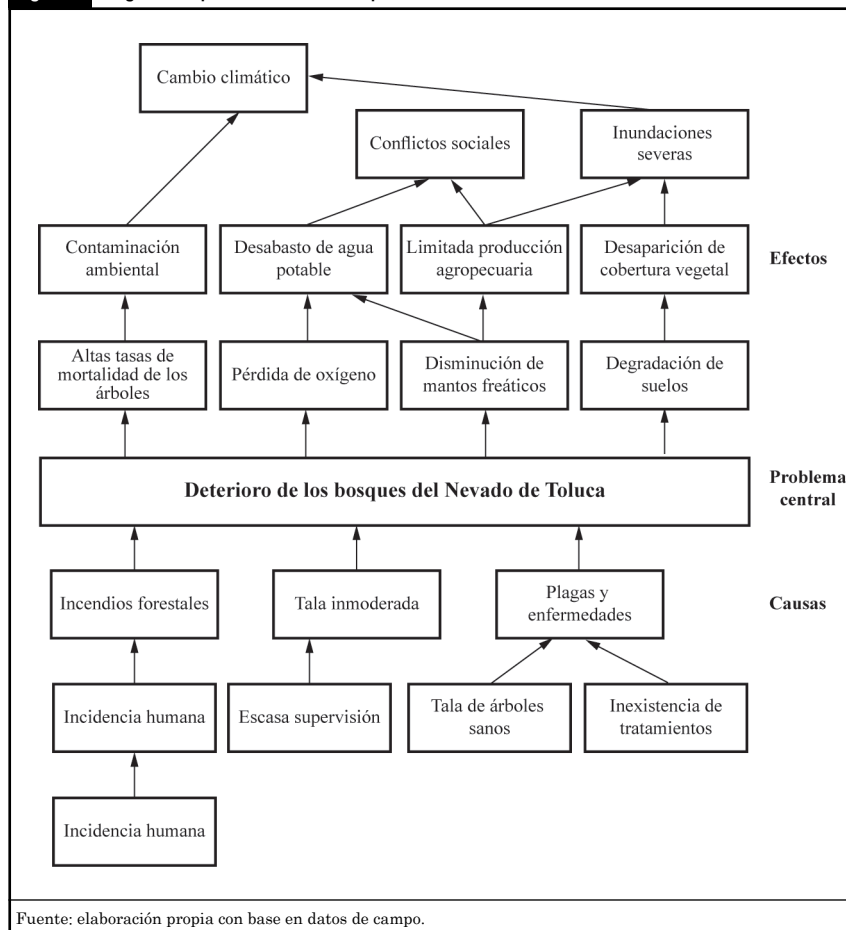 Cambio climático
Conflictos sociales
Inundaciones
severas
Contaminación
ambiental
Desabasto de agua
potable
Limitada producción
agropecuaria
Desaparición de
cobertura vegetal
Efectos
Altas tasas de
mortalidad de los
árboles
Pérdida de oxígeno
Disminución de
mantos freáticos
Degradación de
suelos
Deterioro de los bosques del Nevado de Toluca
Problema
central
Incendios forestales
Tala inmoderada
Plagas y
enfermedades
Causas
Incidencia humana
Escasa supervisión
Tala de árboles
sanos
Inexistencia de
tratamientos
Incidencia humana
Fuente: elaboración propia con base en datos de campo.